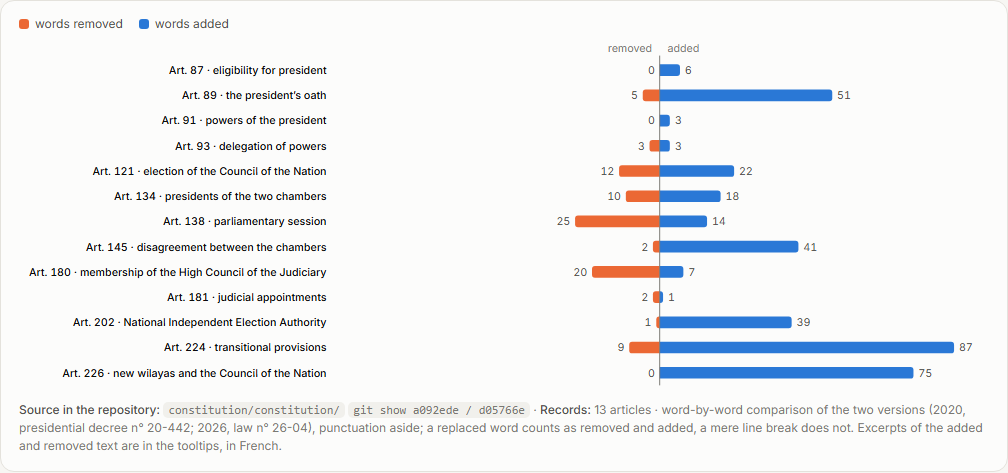 words removed words added
removed added
Art. 87 · eligibility for president 0 6
Art. 89 · the president's oath 5 51
Art. 91 · powers of the president 0 3
Art. 93 · delegation of powers 3 3
Art. 121 · election of the Council of the Nation 12 22
Art. 134 · presidents of the two chambers 10 18
Art. 138 · parliamentary session 25 14
Art. 145 · disagreement between the chambers 2 41
Art. 180 · membership of the High Council of the Judiciary 20 7
Art. 181 · judicial appointments 2 1
Art. 202 · National Independent Election Authority 1 39
Art. 224 · transitional provisions 9 87
Art. 226 · new wilayas and the Council of the Nation 0 75
Source in the repository: constitution/constitution/ git show a092ede / d05766e · Records: 13 articles · word-by-word comparison of the two versions (2020,
presidential decree n° 20-442; 2026, law n° 26-04), punctuation aside; a replaced word counts as removed and added, a mere line break does not. Excerpts of the added
and removed text are in the tooltips, in French.